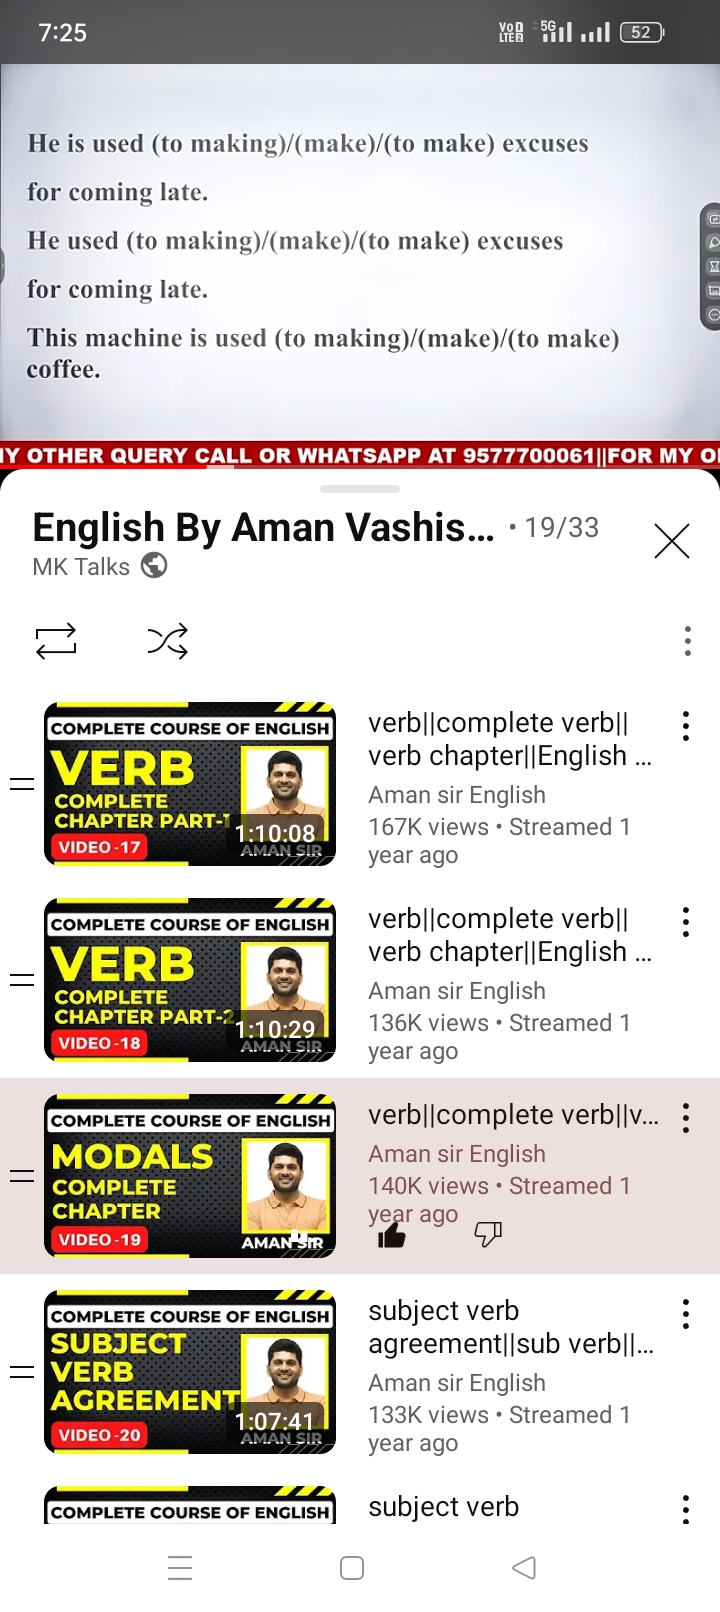 7:25
VoD LTE2 5G 52
He is used (to making)/(make)/(to make) excuses
for coming late.
He used (to making)/(make)/(to make) excuses
for coming late.
This machine is used (to making)/(make)/(to make)
coffee.
Y OTHER QUERY CALL OR WHATSAPP AT 9577700061||FOR MY O
English By Aman Vashis... • 19/33
MK Talks
COMPLETE COURSE OF ENGLISH
VERB
COMPLETE
CHAPTER PART-1
VIDEO -17
1:10:08
AMAN SIR
verb||complete verb||
verb chapter||English ...
Aman sir English
167K views • Streamed 1
year ago
COMPLETE COURSE OF ENGLISH
VERB
COMPLETE
CHAPTER PART-2
VIDEO -18
1:10:29
AMAN SIR
verb||complete verb||
verb chapter||English ...
Aman sir English
136K views • Streamed 1
year ago
COMPLETE COURSE OF ENGLISH
MODALS
COMPLETE
CHAPTER
VIDEO -19
AMAN SIR
verb||complete verb||v...
Aman sir English
140K views • Streamed 1
year ago
COMPLETE COURSE OF ENGLISH
SUBJECT
VERB
AGREEMENT
VIDEO -20
1:07:41
AMAN SIR
subject verb
agreement||sub verb||...
Aman sir English
133K views • Streamed 1
year ago
COMPLETE COURSE OF ENGLISH
subject verb